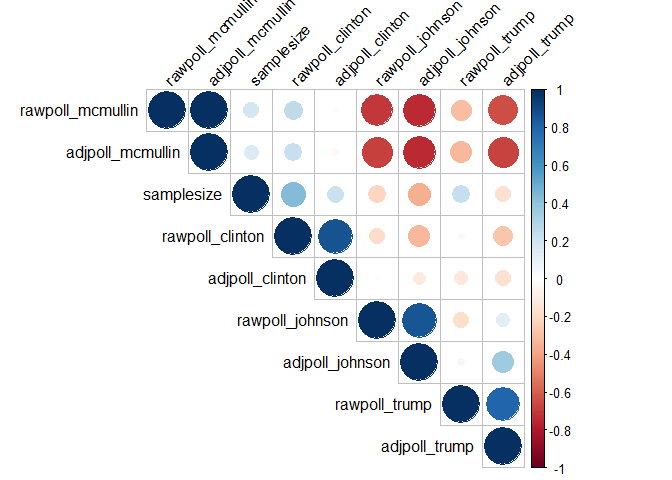 rawpoll_mcmullin
adjpoll_mcmullin
samplesize
rawpoll_clinton
adjpoll_clinton
rawpoll_johnson
adjpoll_johnson
rawpoll_trump
adjpoll_trump
rawpoll_mcmullin
adjpoll_mcmullin
samplesize
rawpoll_clinton
adjpoll_clinton
rawpoll_johnson
adjpoll_johnson
rawpoll_trump
adjpoll_trump
1
0.8
0.6
0.4
0.2
0
-0.2
-0.4
-0.6
-0.8
-1